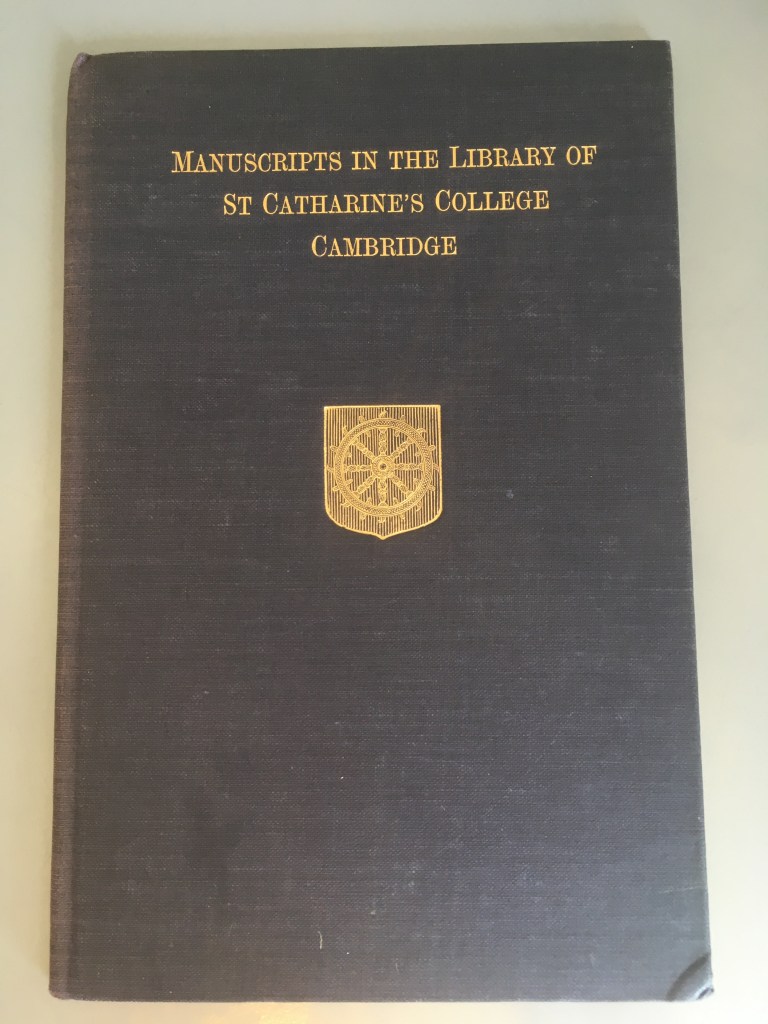 MANUSCRIPTS IN THE LIBRARY OF
ST CATHARINE'S COLLEGE
CAMBRIDGE